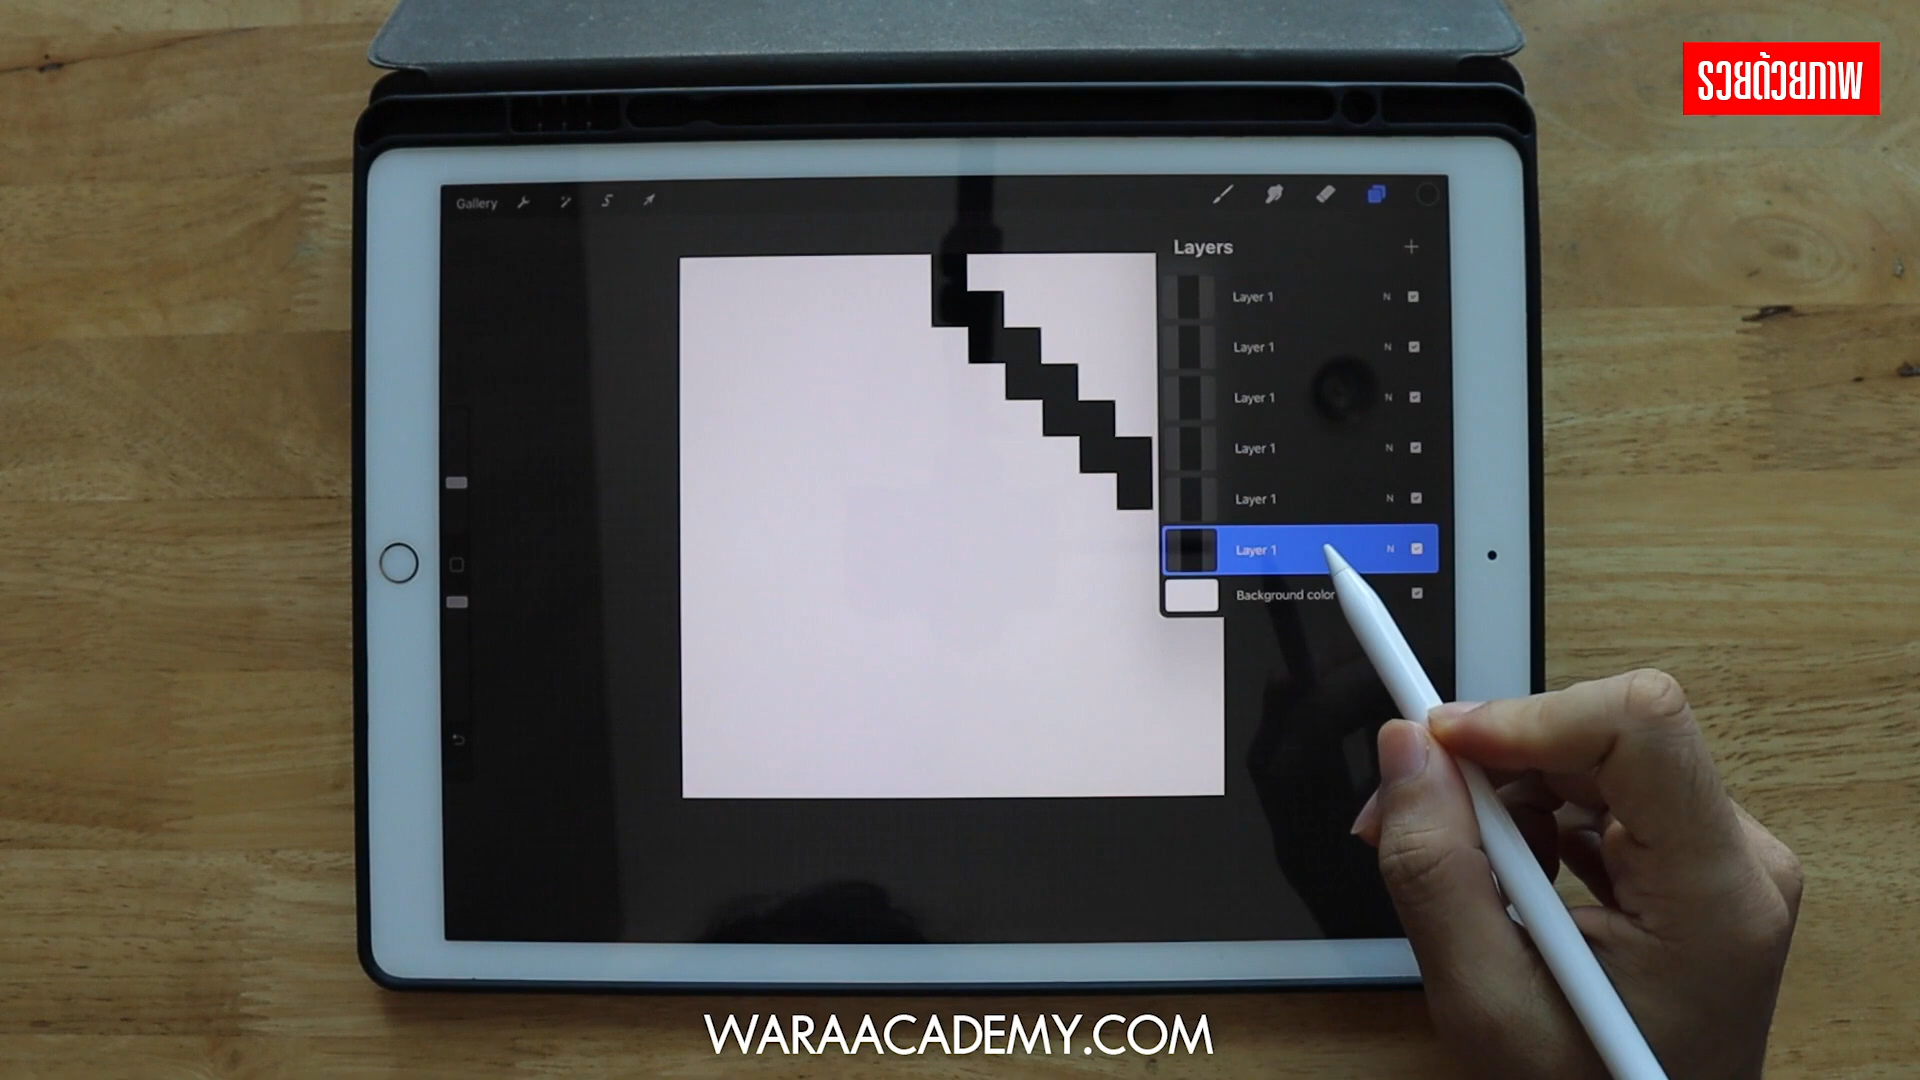 รวยด้วยภาพ
Gallery
Layers
Layer 1 N
Layer 1 N
Layer 1 N
Layer 1 N
Layer 1 N
Layer 1 N
Background color
WARAACADEMY.COM